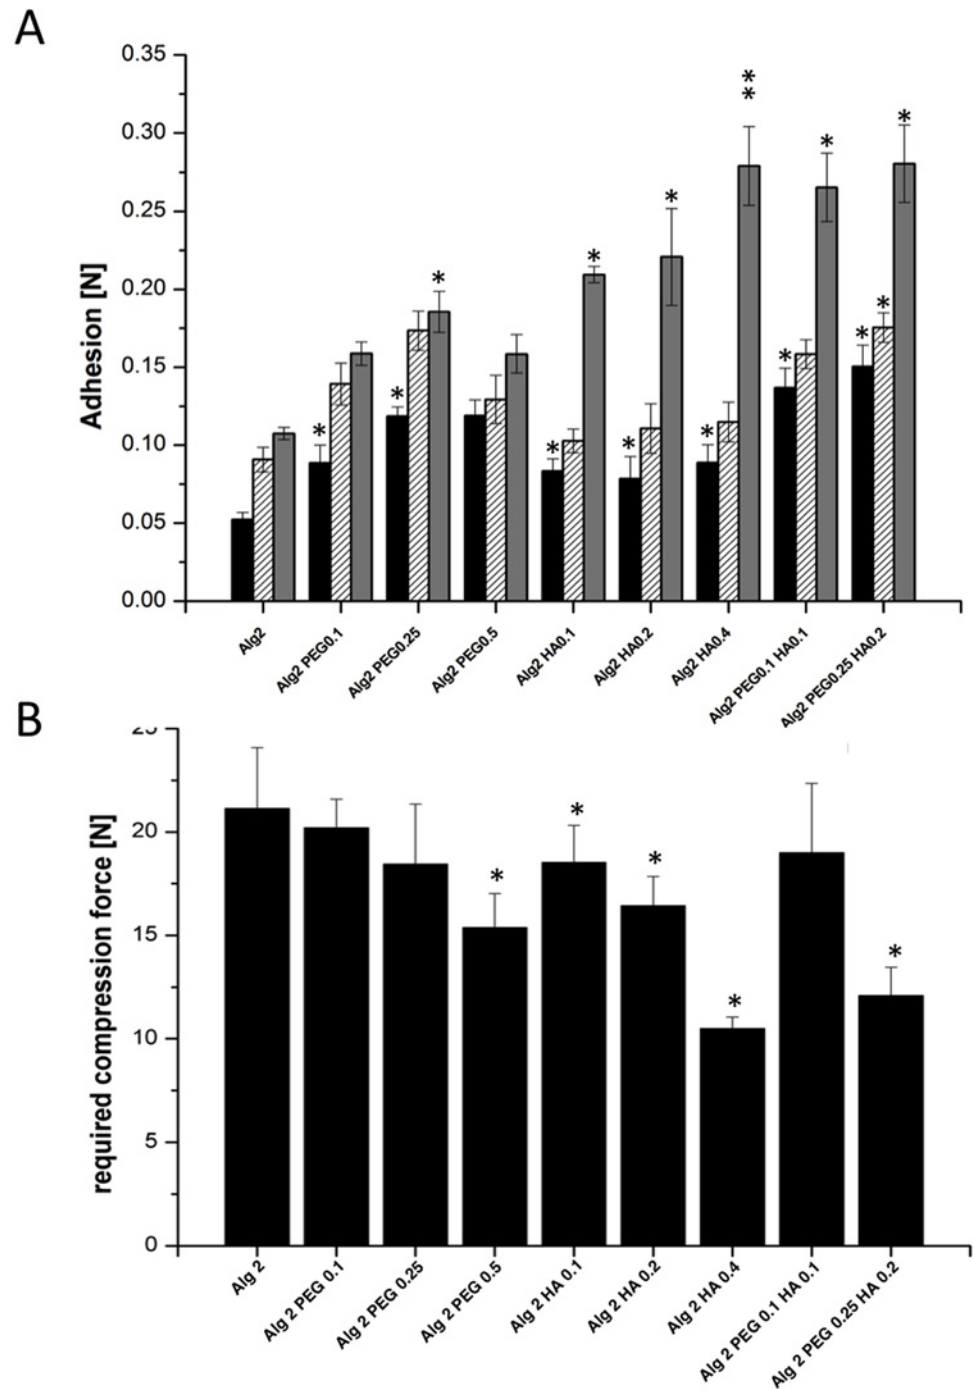 A
0.35
0.30
0.25
0.20
0.15
0.10
0.05
0.00
Adhesion [N]
* * * * * * * * ** * * * *
Alg2
Alg2 PEG0.1
Alg2 PEG0.25
Alg2 PEG0.5
Alg2 HA0.1
Alg2 HA0.2
Alg2 HA0.4
Alg2 PEG0.1 HA0.1
Alg2 PEG0.25 HA0.2
B
25
20
15
10
5
0
required compression force [N]
* * * * *
Alg 2
Alg 2 PEG 0.1
Alg 2 PEG 0.25
Alg 2 PEG 0.5
Alg 2 HA 0.1
Alg 2 HA 0.2
Alg 2 HA 0.4
Alg 2 PEG 0.1 HA 0.1
Alg 2 PEG 0.25 HA 0.2